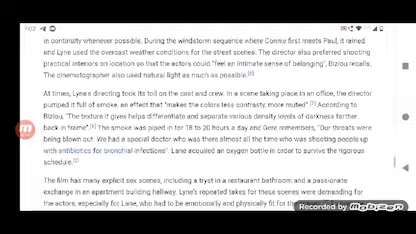 7:02
in continuity whenever possible. During the windstorm sequence where Connie first meets Paul, it rained
and Lyne used the overcast weather conditions for the street scenes. The director also preferred shooting
practical interiors on location so that the actors could "feel an intimate sense of belonging", Biziou recalls.
The cinematographer also used natural light as much as possible.[5]
At times, Lyne's directing took its toll on the cast and crew. In a scene taking place in an office, the director
pumped it full of smoke, an effect that "makes the colors less contrasty, more muted".[5] According to
Biziou, "The texture it gives helps differentiate and separate various density levels of darkness farther
back in frame".[5] The smoke was piped in for 18 to 20 hours a day and Gere remembers, "Our throats were
being blown out. We had a special doctor who was there almost all the time who was shooting people up
with antibiotics for bronchial infections". Lane acquired an oxygen bottle in order to survive the rigorous
schedule.[2]
The film has many explicit sex scenes, including a tryst in a restaurant bathroom and a passionate
exchange in an apartment building hallway. Lyne's repeated takes for these scenes were demanding for
the actors, especially for Lane, who had to be emotionally and physically fit for the
Recorded by Mobizen